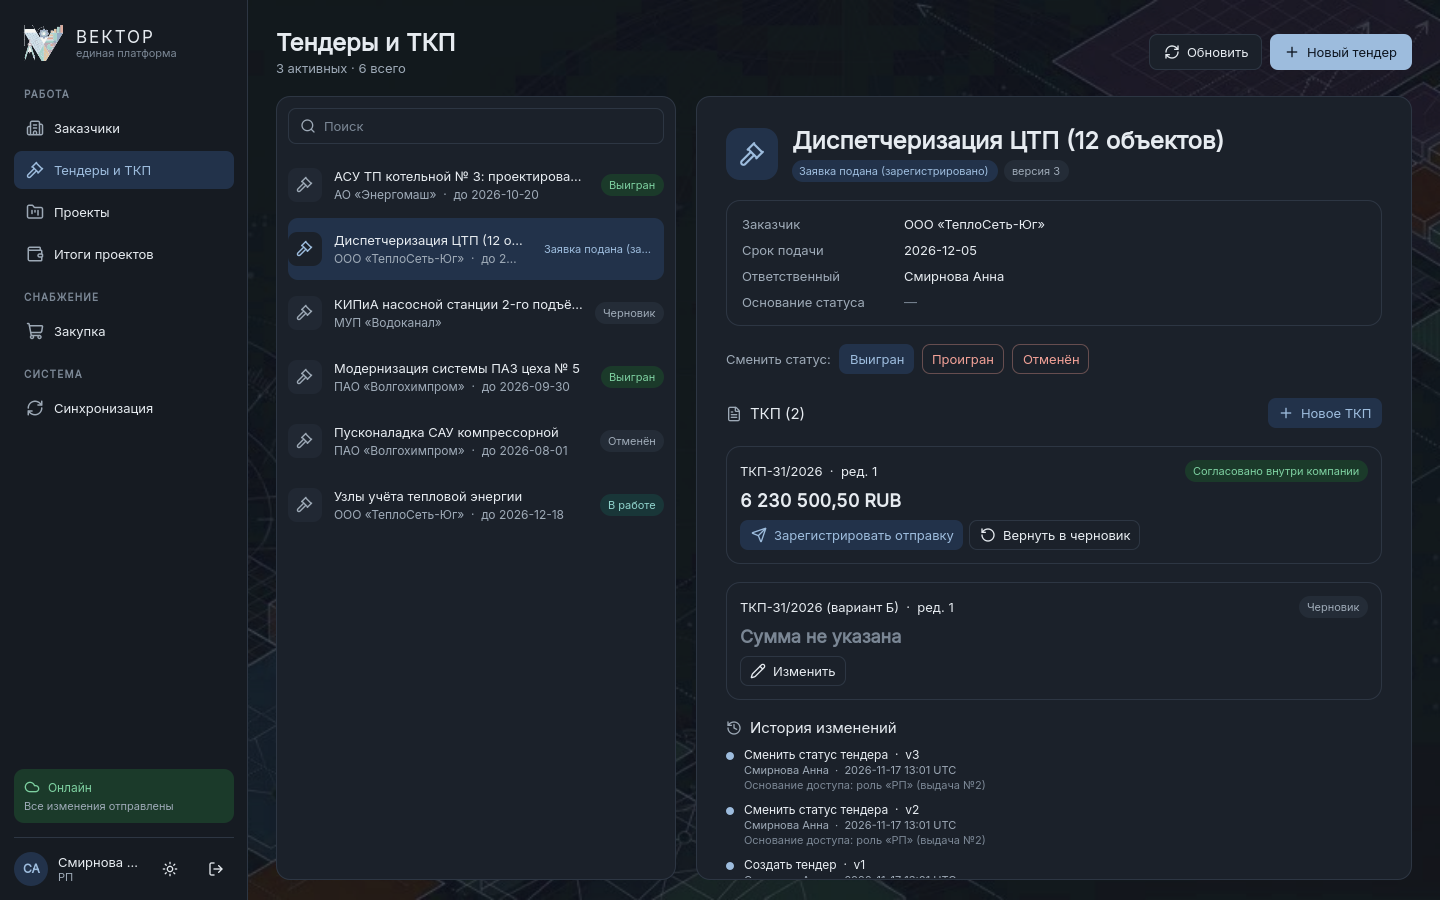 ВЕКТОР
единая платформа
РАБОТА
Заказчики
Тендеры и ТКП
Проекты
Итоги проектов
СНАБЖЕНИЕ
Закупка
СИСТЕМА
Синхронизация
Онлайн
Все изменения отправлены
СА
Смирнова ...
РП
Тендеры и ТКП
3 активных · 6 всего
Обновить
Новый тендер
Поиск
АСУ ТП котельной № 3: проектирова...
АО «Энергомаш» · до 2026-10-20
Выигран
Диспетчеризация ЦТП (12 о...
ООО «ТеплоСеть-Юг» · до 2...
Заявка подана (за...
КИПиА насосной станции 2-го подъё...
МУП «Водоканал»
Черновик
Модернизация системы ПАЗ цеха № 5
ПАО «Волгохимпром» · до 2026-09-30
Выигран
Пусконаладка САУ компрессорной
ПАО «Волгохимпром» · до 2026-08-01
Отменён
Узлы учёта тепловой энергии
ООО «ТеплоСеть-Юг» · до 2026-12-18
В работе
Диспетчеризация ЦТП (12 объектов)
Заявка подана (зарегистрировано)
версия 3
Заказчик ООО «ТеплоСеть-Юг»
Срок подачи 2026-12-05
Ответственный Смирнова Анна
Основание статуса —
Сменить статус: Выигран Проигран Отменён
ТКП (2)
Новое ТКП
ТКП-31/2026 · ред. 1
Согласовано внутри компании
6 230 500,50 RUB
Зарегистрировать отправку
Вернуть в черновик
ТКП-31/2026 (вариант Б) · ред. 1
Черновик
Сумма не указана
Изменить
История изменений
Сменить статус тендера · v3
Смирнова Анна · 2026-11-17 13:01 UTC
Основание доступа: роль «РП» (выдача №2)
Сменить статус тендера · v2
Смирнова Анна · 2026-11-17 13:01 UTC
Основание доступа: роль «РП» (выдача №2)
Создать тендер · v1